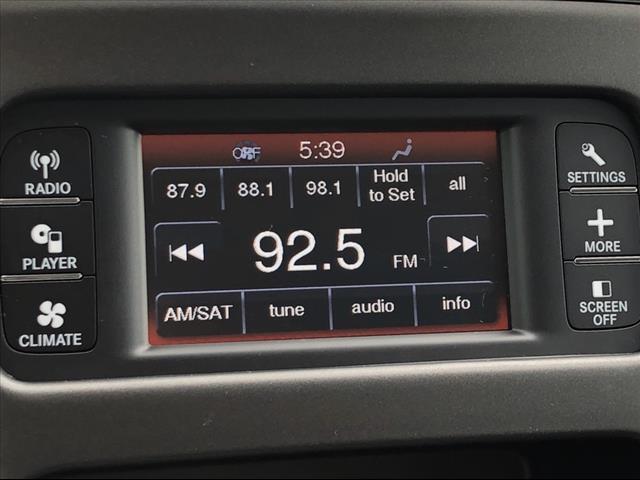 OFF 5:39
RADIO
PLAYER
CLIMATE
87.9 88.1 98.1 Hold to Set all
92.5 FM
AM/SAT tune audio info
SETTINGS
MORE
SCREEN
OFF